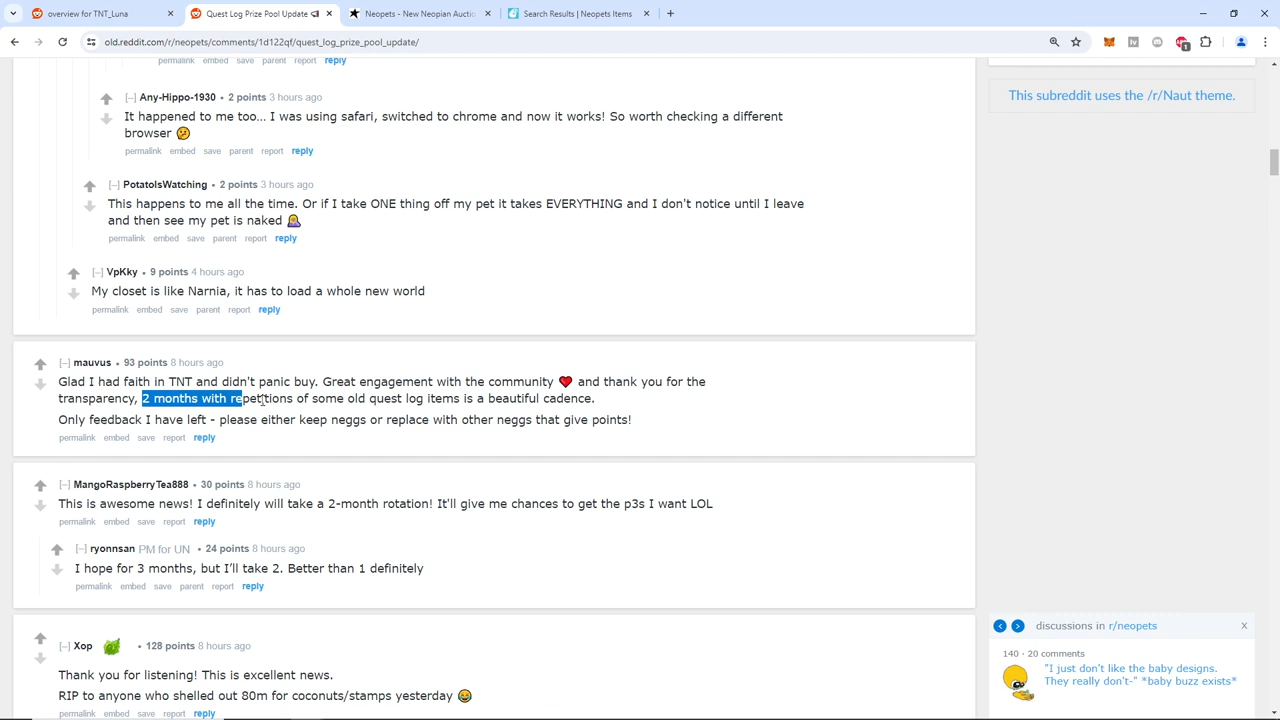 overview for TNT_Luna
Quest Log Prize Pool Update
Neopets - New Neopian Auctio
Search Results | Neopets Items
old.reddit.com/r/neopets/comments/1d122qf/quest_log_prize_pool_update/
permalink embed save parent report reply
This subreddit uses the /r/Naut theme.
[–] Any-Hippo-1930 • 2 points 3 hours ago
It happened to me too... I was using safari, switched to chrome and now it works! So worth checking a different
browser 🫤
permalink embed save parent report reply
[–] PotatoIsWatching • 2 points 3 hours ago
This happens to me all the time. Or if I take ONE thing off my pet it takes EVERYTHING and I don't notice until I leave
and then see my pet is naked 🤦‍♀️
permalink embed save parent report reply
[–] VpKky • 9 points 4 hours ago
My closet is like Narnia, it has to load a whole new world
permalink embed save parent report reply
[–] mauvus • 93 points 8 hours ago
Glad I had faith in TNT and didn't panic buy. Great engagement with the community ❤️ and thank you for the
transparency, 2 months with repetitions of some old quest log items is a beautiful cadence.
Only feedback I have left - please either keep neggs or replace with other neggs that give points!
permalink embed save report reply
[–] MangoRaspberryTea888 • 30 points 8 hours ago
This is awesome news! I definitely will take a 2-month rotation! It'll give me chances to get the p3s I want LOL
permalink embed save report reply
[–] ryonnsan PM for UN • 24 points 8 hours ago
I hope for 3 months, but I'll take 2. Better than 1 definitely
permalink embed save parent report reply
[–] Xop • 128 points 8 hours ago
Thank you for listening! This is excellent news.
RIP to anyone who shelled out 80m for coconuts/stamps yesterday 😂
permalink embed save report reply
discussions in r/neopets X
140 · 20 comments
"I just don't like the baby designs.
They really don't-" *baby buzz exists*